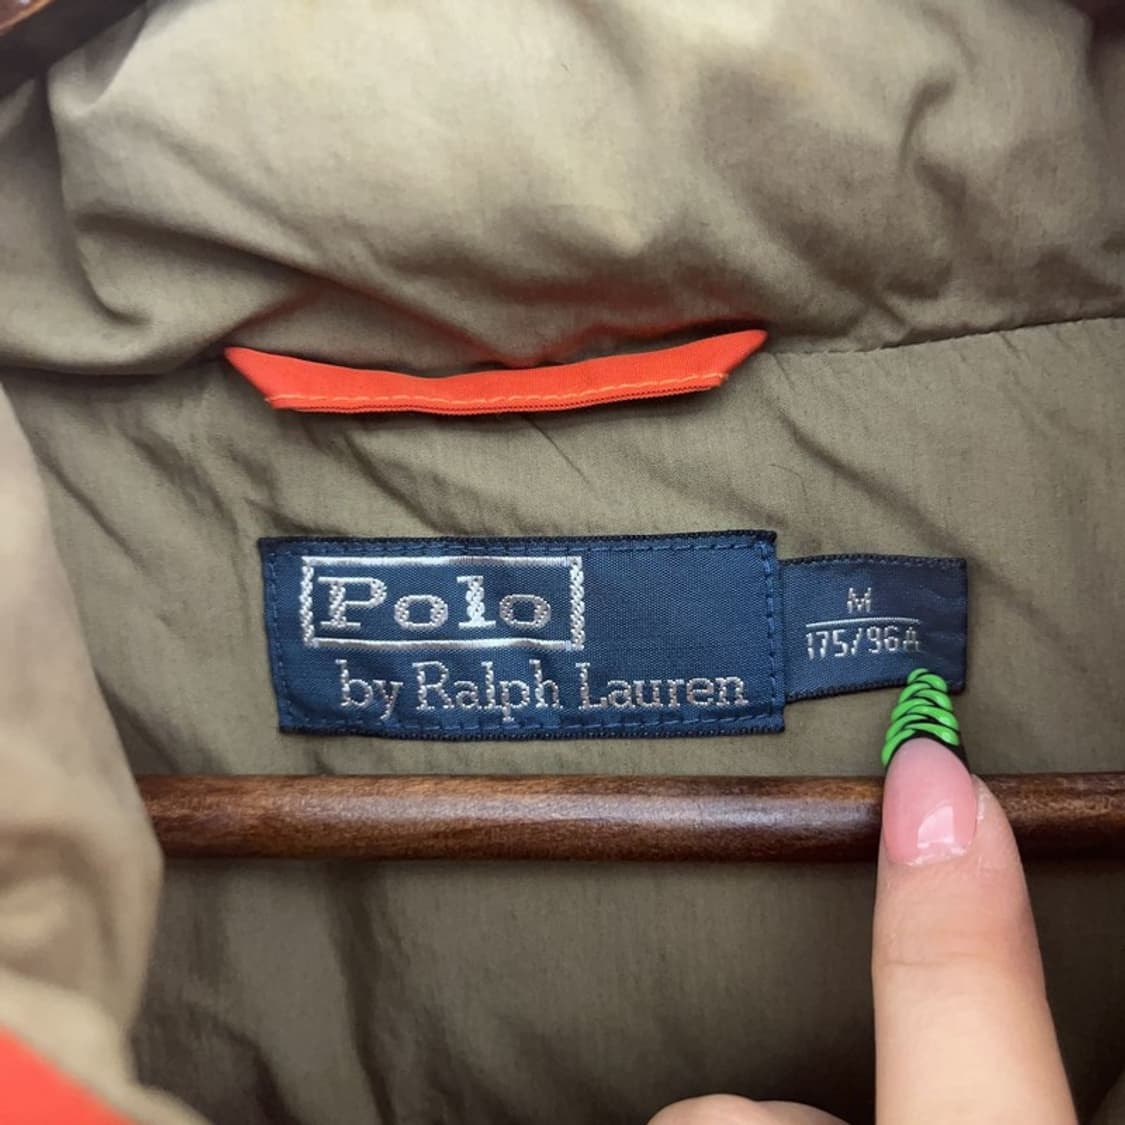 Polo
by Ralph Lauren
M
175/96A